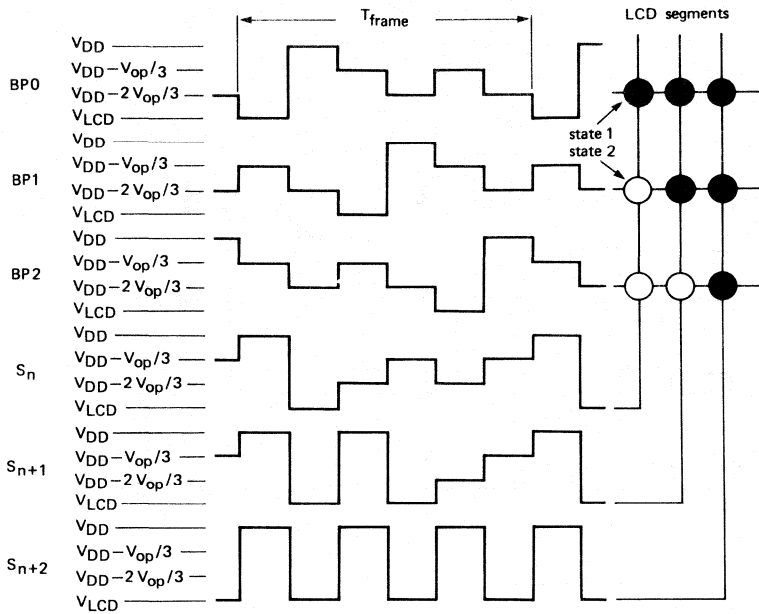 T_frame
LCD segments
BP0
V_DD
V_DD−V_op/3
V_DD−2 V_op/3
V_LCD
state 1
state 2
BP1
V_DD
V_DD−V_op/3
V_DD−2 V_op/3
V_LCD
BP2
V_DD
V_DD−V_op/3
V_DD−2 V_op/3
V_LCD
S_n
V_DD
V_DD−V_op/3
V_DD−2 V_op/3
V_LCD
S_n+1
V_DD
V_DD−V_op/3
V_DD−2 V_op/3
V_LCD
S_n+2
V_DD
V_DD−V_op/3
V_DD−2 V_op/3
V_LCD